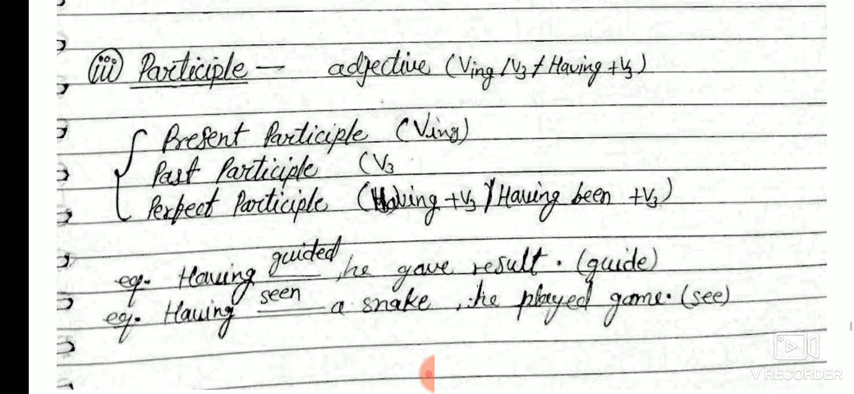 (iii) Participle — adjective (Ving / V3 / Having + V3)
Present Participle (Ving)
Past Participle (V3
Perfect Participle (Having + V3 / Having been + V3)
eg. Having guided, he gave result. (guide)
eg. Having seen a snake, he played game. (see)
V RECORDER